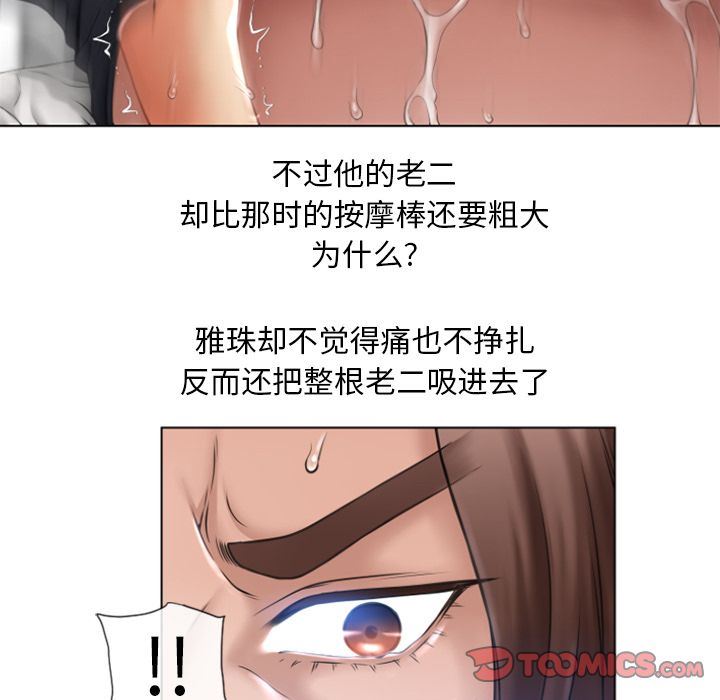 不过他的老二
却比那时的按摩棒还要粗大
为什么?
雅珠却不觉得痛也不挣扎
反而还把整根老二吸进去了
!!
TOOMICS.COM